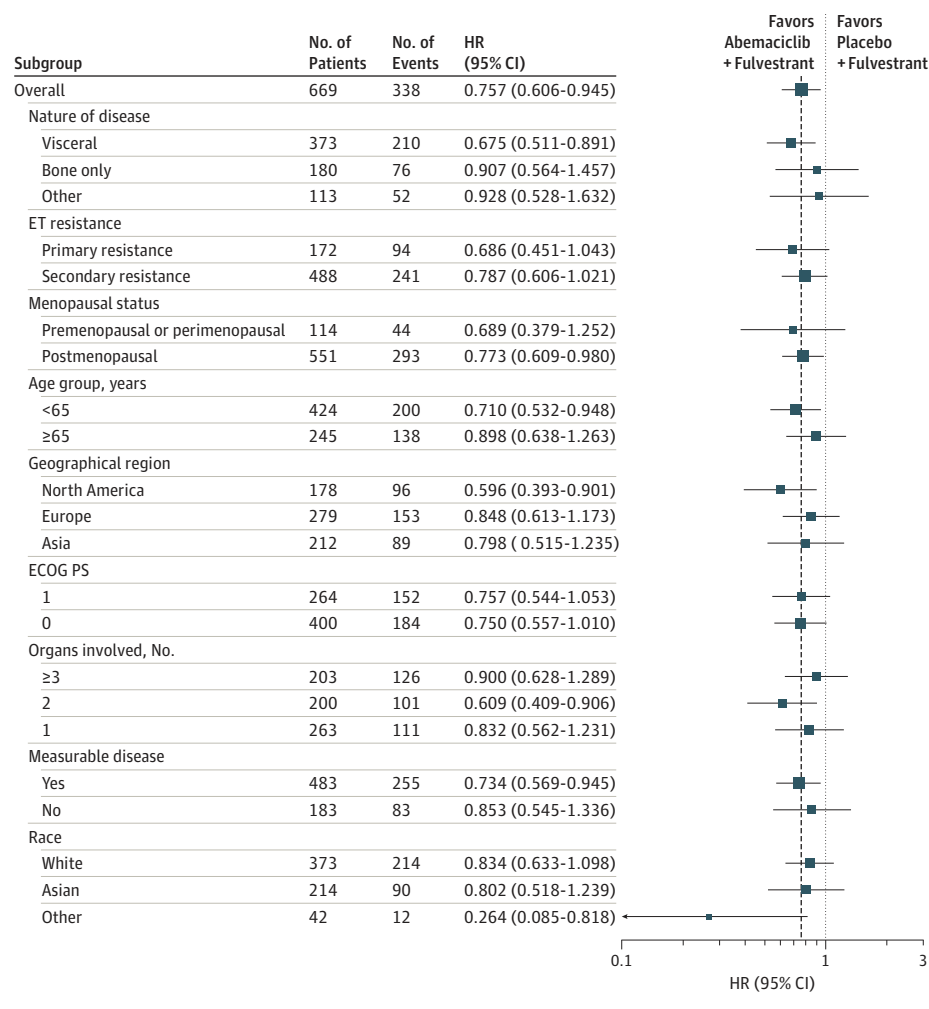 Favors Favors
No. of No. of HR Abemaciclib Placebo
Subgroup Patients Events (95% CI) + Fulvestrant + Fulvestrant
Overall 669 338 0.757 (0.606-0.945)
Nature of disease
Visceral 373 210 0.675 (0.511-0.891)
Bone only 180 76 0.907 (0.564-1.457)
Other 113 52 0.928 (0.528-1.632)
ET resistance
Primary resistance 172 94 0.686 (0.451-1.043)
Secondary resistance 488 241 0.787 (0.606-1.021)
Menopausal status
Premenopausal or perimenopausal 114 44 0.689 (0.379-1.252)
Postmenopausal 551 293 0.773 (0.609-0.980)
Age group, years
<65 424 200 0.710 (0.532-0.948)
≥65 245 138 0.898 (0.638-1.263)
Geographical region
North America 178 96 0.596 (0.393-0.901)
Europe 279 153 0.848 (0.613-1.173)
Asia 212 89 0.798 ( 0.515-1.235)
ECOG PS
1 264 152 0.757 (0.544-1.053)
0 400 184 0.750 (0.557-1.010)
Organs involved, No.
≥3 203 126 0.900 (0.628-1.289)
2 200 101 0.609 (0.409-0.906)
1 263 111 0.832 (0.562-1.231)
Measurable disease
Yes 483 255 0.734 (0.569-0.945)
No 183 83 0.853 (0.545-1.336)
Race
White 373 214 0.834 (0.633-1.098)
Asian 214 90 0.802 (0.518-1.239)
Other 42 12 0.264 (0.085-0.818)
0.1 1 3
HR (95% CI)